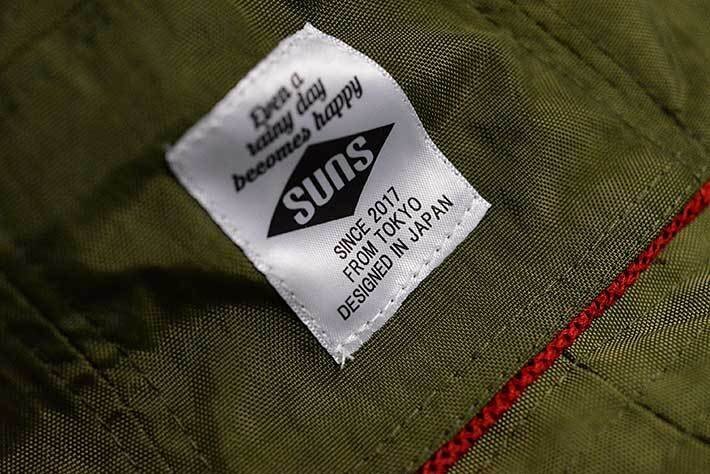 Even a
rainy day
becomes happy
SUNS
SINCE 2017
FROM TOKYO
DESIGNED IN JAPAN